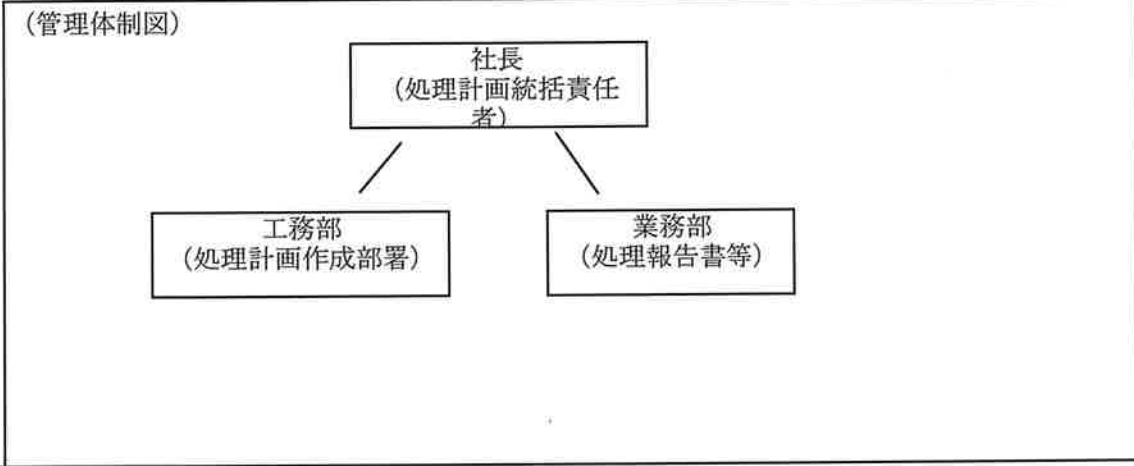 （管理体制図）
社長
（処理計画統括責任
者）
工務部
（処理計画作成部署）
業務部
（処理報告書等）